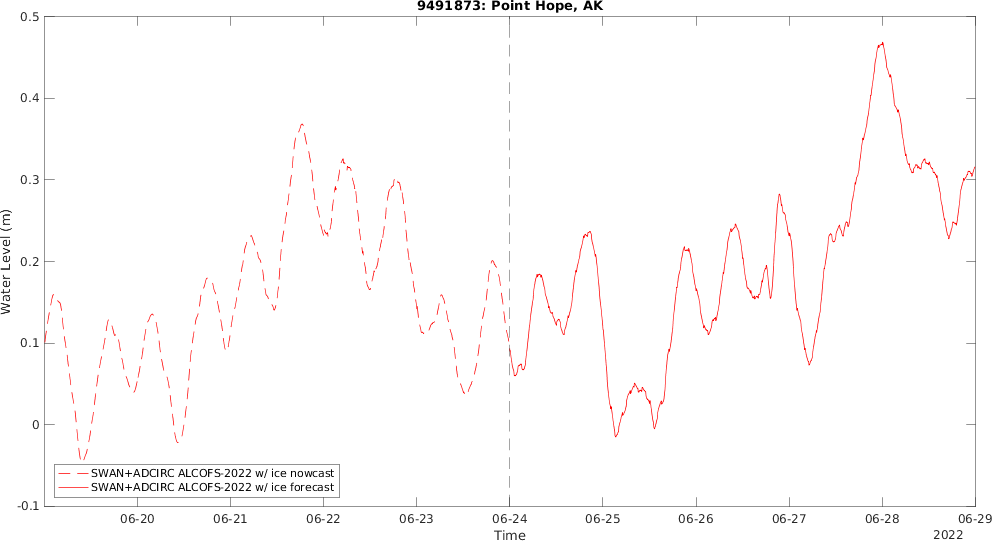 9491873: Point Hope, AK
0.5
0.4
0.3
0.2
0.1
0
-0.1
Water Level (m)
SWAN+ADCIRC ALCOFS-2022 w/ ice nowcast
SWAN+ADCIRC ALCOFS-2022 w/ ice forecast
06-20 06-21 06-22 06-23 06-24 06-25 06-26 06-27 06-28 06-29
Time
2022